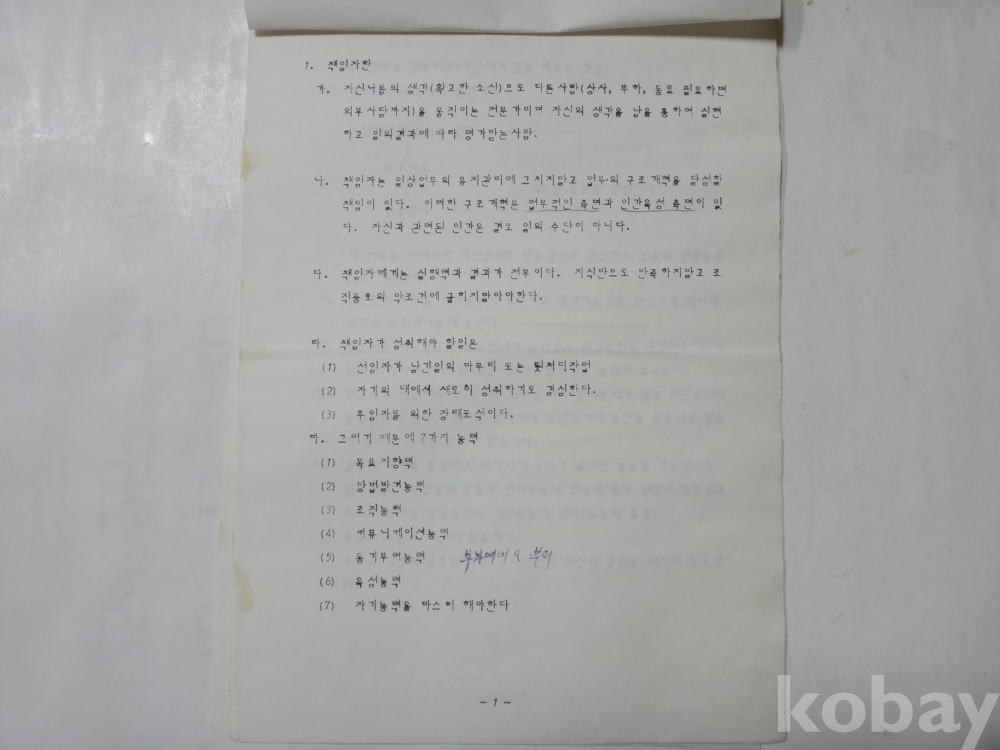 1. 책임자란
가. 자신나름의 생각(확고한 소신)으로 다른사람(상사, 부하, 동료 필요하면
외부사람까지)을 움직이는 전문가이며 자신의 생각을 남을 통하여 실현
하고 일의결과에 따라 평가받는사람.
나. 책임자는 일상업무의 유지관리에 그치지말고 업무의 구조개혁을 달성할
책임이 있다. 이러한 구조개혁은 업무적인 측면과 인간육성 측면이 있
다. 자신과 관련된 인간은 결코 일의 수단이 아니다.
다. 책임자에게는 실행력과 결과가 전부이다. 지식만으로 만족하지말고 조
직풍토의 악조건에 굽히지말아야한다.
라. 책임자가 성취해야 할일은
(1) 선임자가 남긴일의 마무리 또는 뒷처리작업
(2) 자기의 대에서 새로히 성취하기로 결심한다.
(3) 후임자를 위한 장래포석이다.
마. 그러기 때문에 7가지 능력
(1) 목표지향력
(2) 방법발견능력
(3) 조직능력
(4) 커뮤니케이션능력
(5) 동기부여능력
(6) 육성능력
(7) 자기능력을 마스터 해야한다
- 1 -
kobay